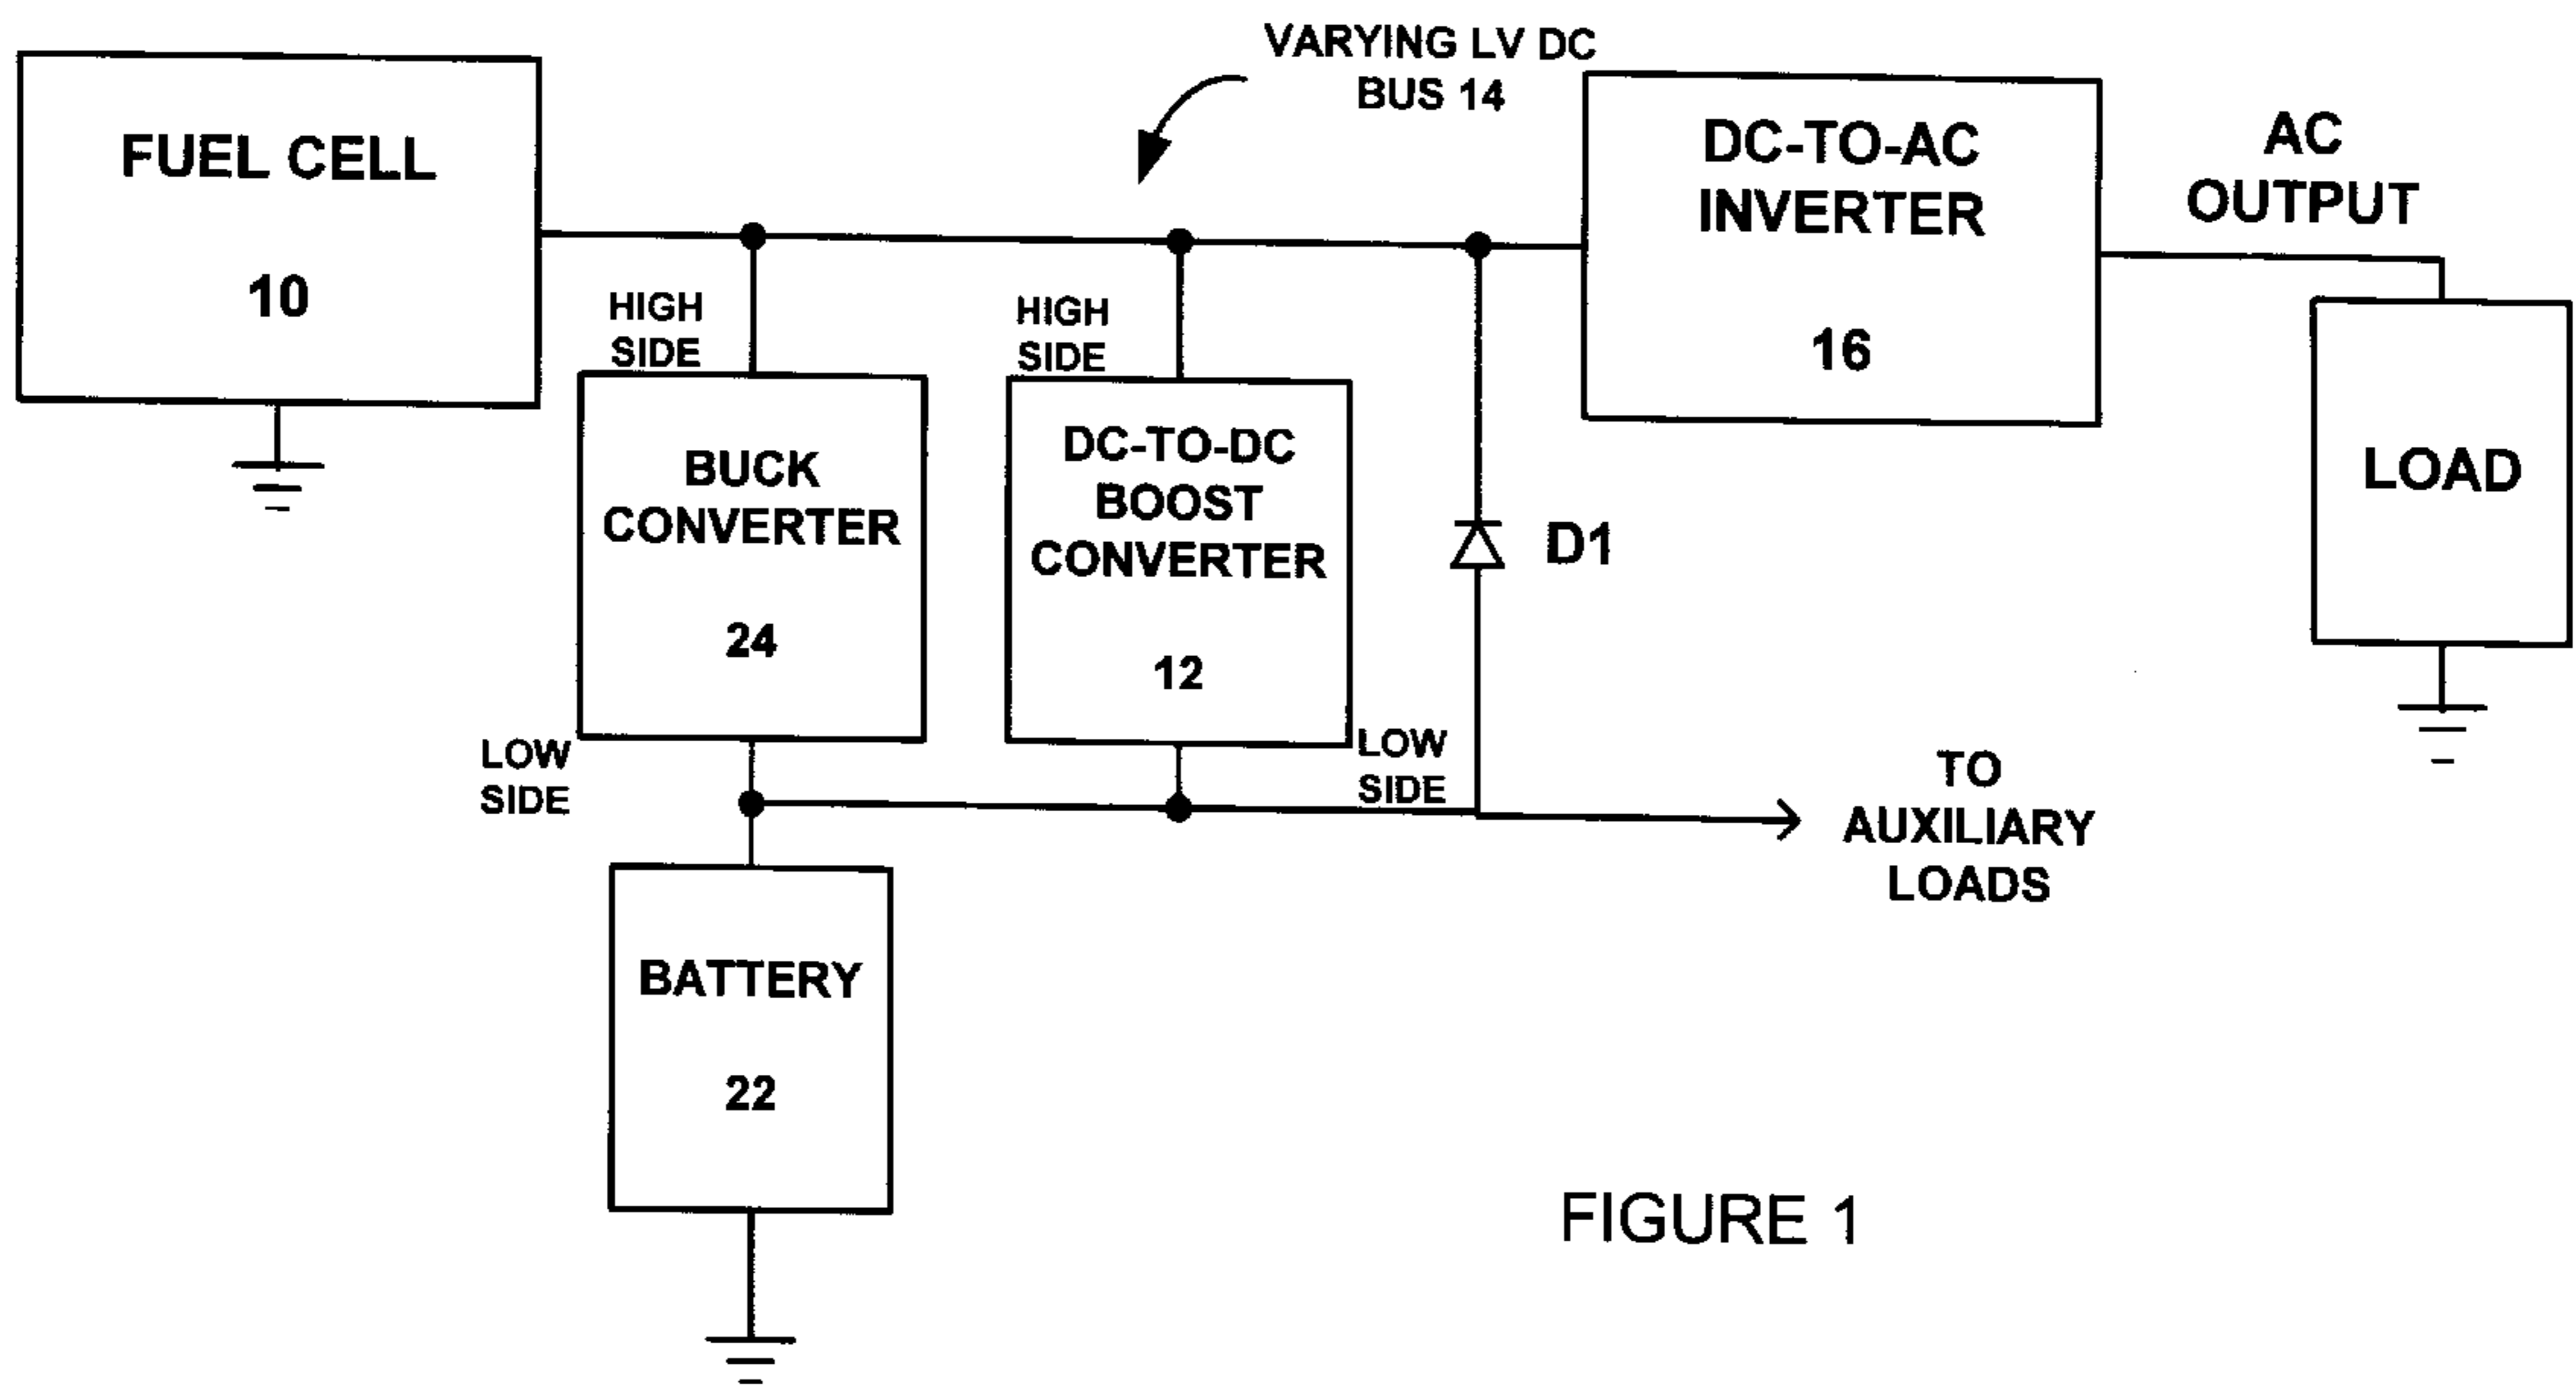 VARYING LV DC
BUS 14
FUEL CELL
10
DC-TO-AC
INVERTER
16
AC
OUTPUT
HIGH
SIDE
HIGH
SIDE
BUCK
CONVERTER
24
DC-TO-DC
BOOST
CONVERTER
12
D1
LOAD
LOW
SIDE
LOW
SIDE
TO
AUXILIARY
LOADS
BATTERY
22
FIGURE 1